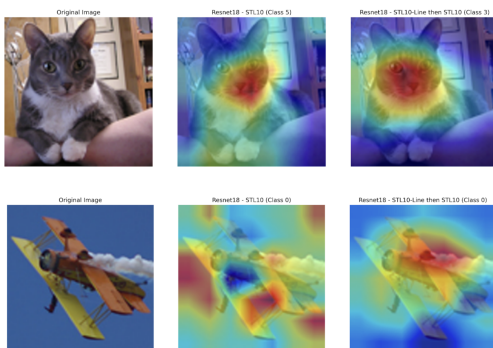 Original Image
Resnet18 - STL10 (Class 5)
Resnet18 - STL10-Line then STL10 (Class 3)
Original Image
Resnet18 - STL10 (Class 0)
Resnet18 - STL10-Line then STL10 (Class 0)